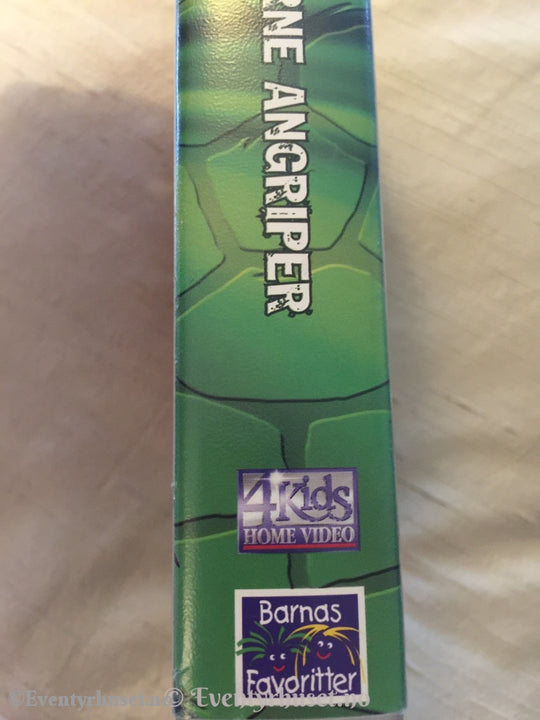 RNE ANGRIPER
4Kids
HOME VIDEO
Barnas
Favoritter
©Eventyrhuset.no © Eventyrhuset.no